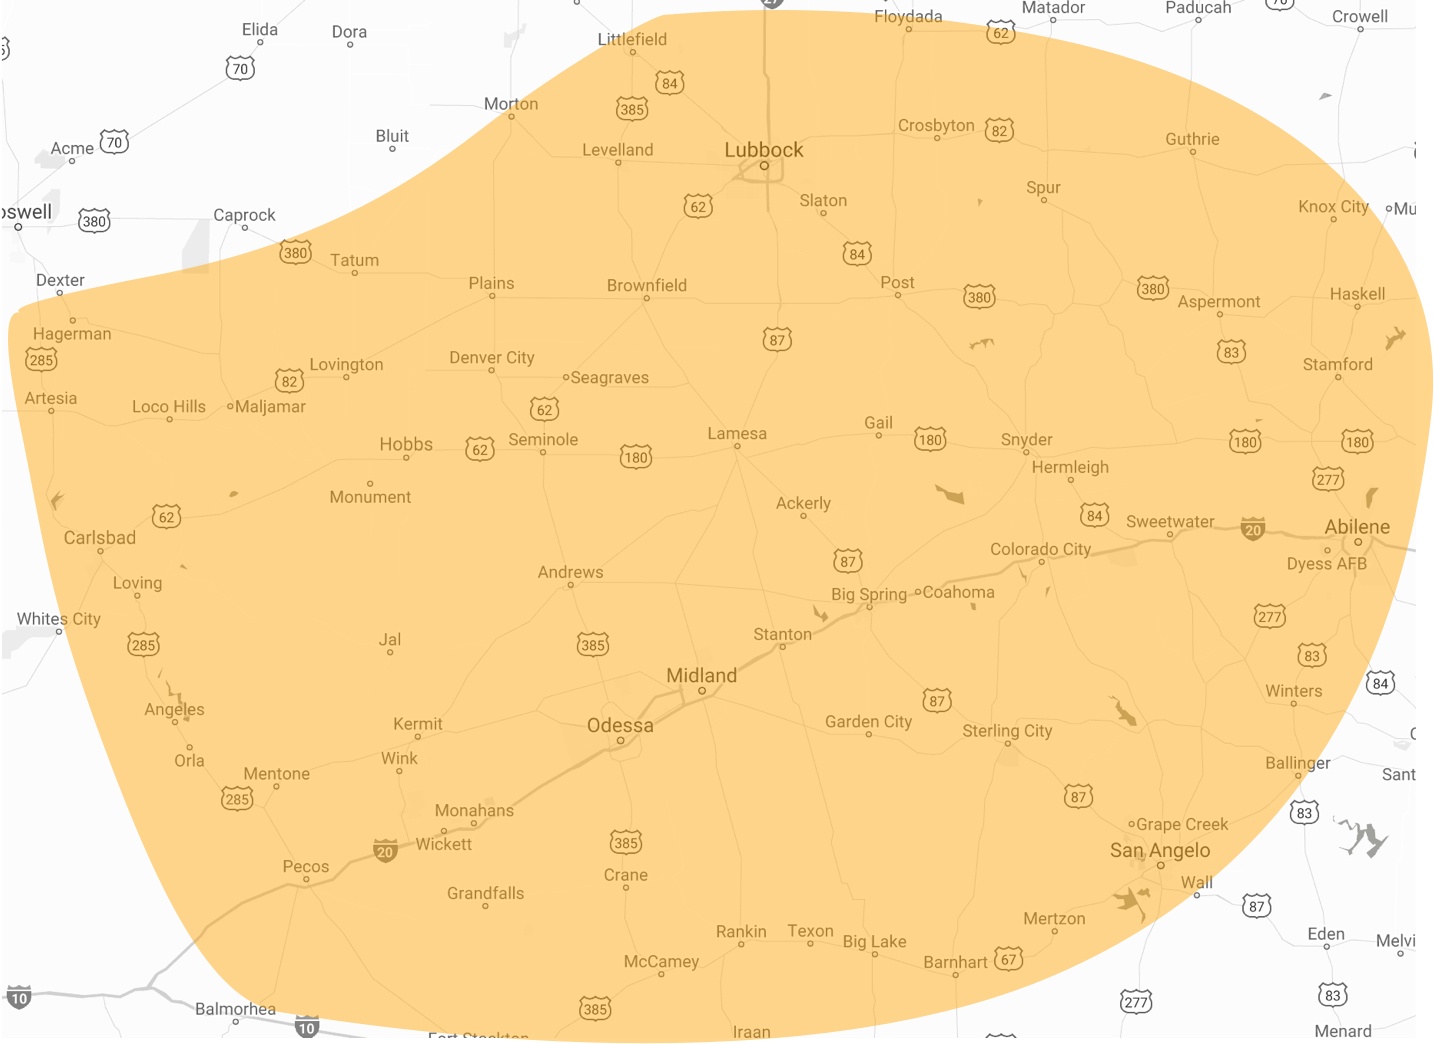 27
Matador
Paducah
70
Floydada
62
Crowell
Elida
Dora
Littlefield
70
84
Morton
385
Crosbyton
82
Bluit
Guthrie
Acme
70
Levelland
Lubbock
Spur
62
Slaton
Knox City
Mu
oswell
380
Caprock
380
84
Tatum
Dexter
Plains
Brownfield
Post
380
380
Aspermont
Haskell
Hagerman
285
87
83
Denver City
Stamford
Lovington
82
Seagraves
Artesia
Loco Hills
Maljamar
62
Gail
Lamesa
Hobbs
62
Seminole
180
180
Snyder
180
180
Hermleigh
277
Monument
Ackerly
62
84
Sweetwater
20
Abilene
Carlsbad
Colorado City
87
Dyess AFB
Andrews
Loving
Big Spring
Coahoma
Whites City
277
285
Jal
385
Stanton
83
Midland
84
Winters
87
Angeles
Kermit
Odessa
Garden City
Sterling City
Orla
Wink
Mentone
Ballinger
Sant
285
87
Monahans
83
Grape Creek
Wickett
20
385
San Angelo
Pecos
Crane
Wall
Grandfalls
87
Mertzon
Rankin
Texon
Big Lake
Eden
Melvi
McCamey
Barnhart
67
10
385
277
83
Balmorhea
10
Fort Stockton
Iraan
Menard